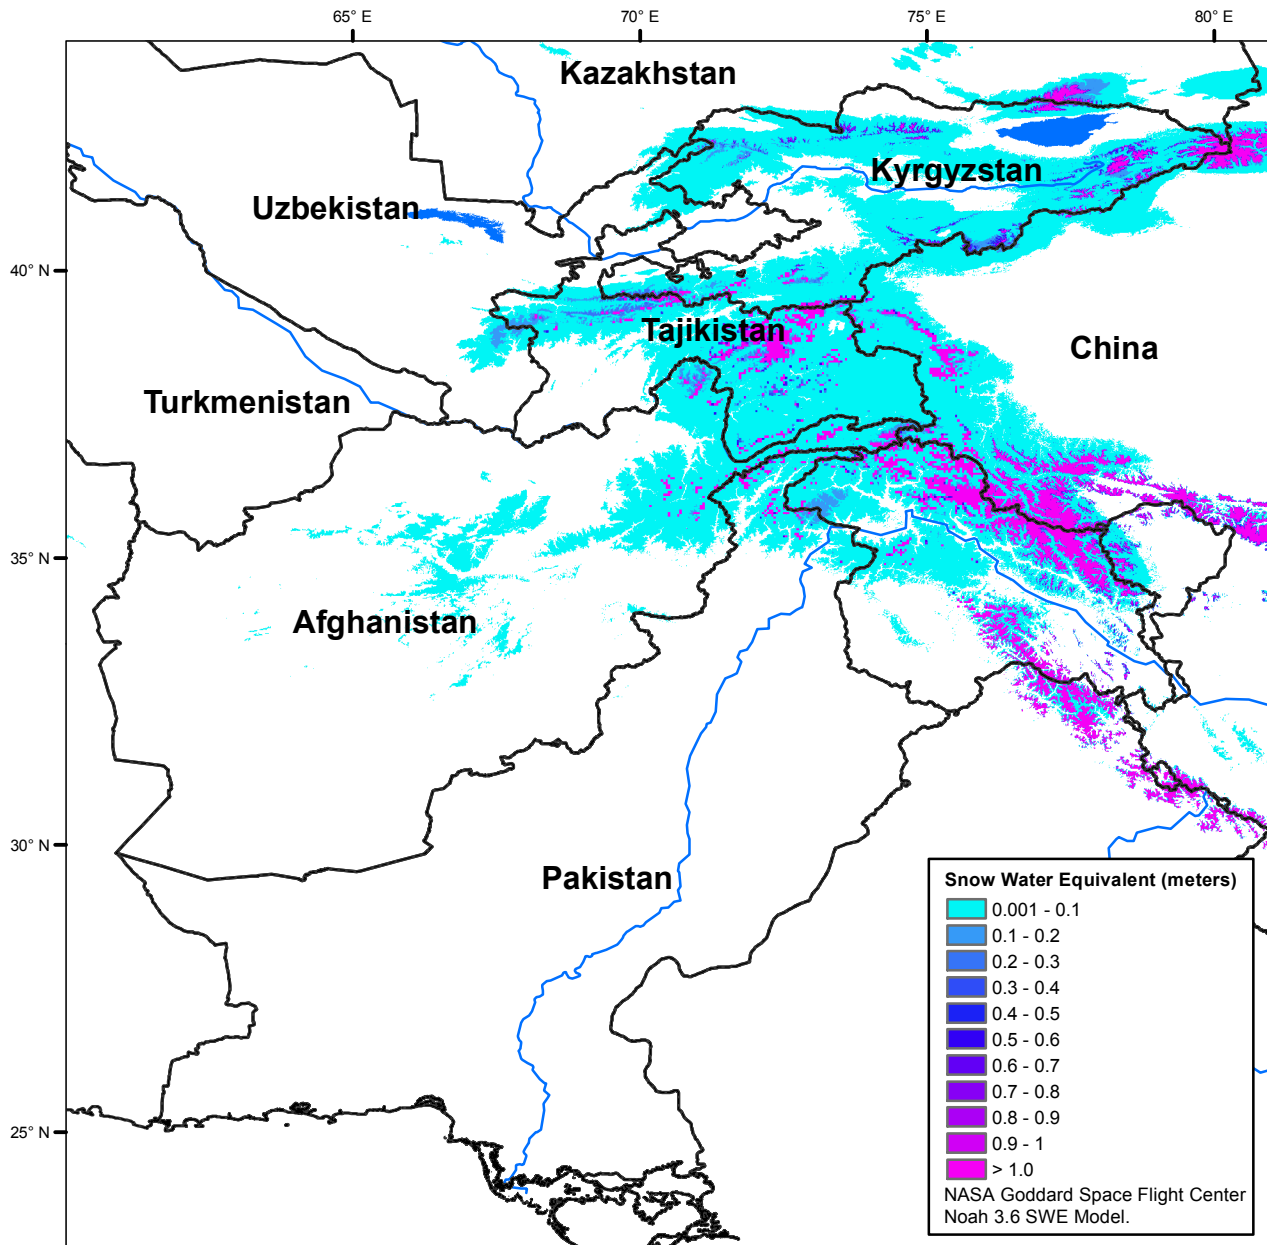 65° E
70° E
75° E
80° E
Kazakhstan
Kyrgyzstan
Uzbekistan
40° N
Tajikistan
China
Turkmenistan
35° N
Afghanistan
30° N
Pakistan
Snow Water Equivalent (meters)
0.001 - 0.1
0.1 - 0.2
0.2 - 0.3
0.3 - 0.4
0.4 - 0.5
0.5 - 0.6
0.6 - 0.7
0.7 - 0.8
0.8 - 0.9
0.9 - 1
> 1.0
25° N
NASA Goddard Space Flight Center
Noah 3.6 SWE Model.